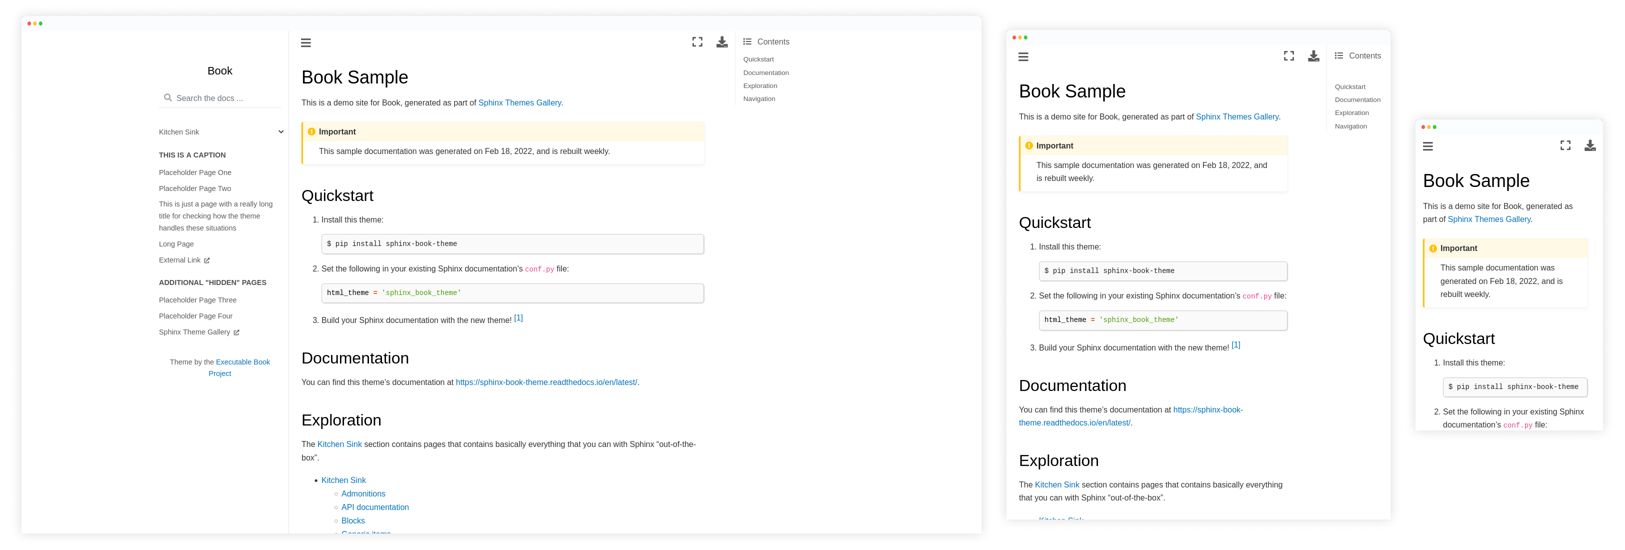 Book
Search the docs ...
Kitchen Sink
THIS IS A CAPTION
Placeholder Page One
Placeholder Page Two
This is just a page with a really long
title for checking how the theme
handles these situations
Long Page
External Link
ADDITIONAL "HIDDEN" PAGES
Placeholder Page Three
Placeholder Page Four
Sphinx Theme Gallery
Theme by the Executable Book
Project
Book Sample
This is a demo site for Book, generated as part of Sphinx Themes Gallery.
Important
This sample documentation was generated on Feb 18, 2022, and is rebuilt weekly.
Quickstart
1. Install this theme:
$ pip install sphinx-book-theme
2. Set the following in your existing Sphinx documentation's conf.py file:
html_theme = 'sphinx_book_theme'
3. Build your Sphinx documentation with the new theme! [1]
Documentation
You can find this theme's documentation at https://sphinx-book-theme.readthedocs.io/en/latest/.
Exploration
The Kitchen Sink section contains pages that contains basically everything that you can with Sphinx “out-of-the-
box”.
Kitchen Sink
Admonitions
API documentation
Blocks
Generic items
Contents
Quickstart
Documentation
Exploration
Navigation
Book Sample
This is a demo site for Book, generated as part of Sphinx Themes Gallery.
Important
This sample documentation was generated on Feb 18, 2022, and
is rebuilt weekly.
Quickstart
1. Install this theme:
$ pip install sphinx-book-theme
2. Set the following in your existing Sphinx documentation's conf.py file:
html_theme = 'sphinx_book_theme'
3. Build your Sphinx documentation with the new theme! [1]
Documentation
You can find this theme's documentation at https://sphinx-book-
theme.readthedocs.io/en/latest/.
Exploration
The Kitchen Sink section contains pages that contains basically everything
that you can with Sphinx “out-of-the-box”.
Kitchen Sink
Contents
Quickstart
Documentation
Exploration
Navigation
Book Sample
This is a demo site for Book, generated as
part of Sphinx Themes Gallery.
Important
This sample documentation was
generated on Feb 18, 2022, and is
rebuilt weekly.
Quickstart
1. Install this theme:
$ pip install sphinx-book-theme
2. Set the following in your existing Sphinx
documentation's conf.py file: